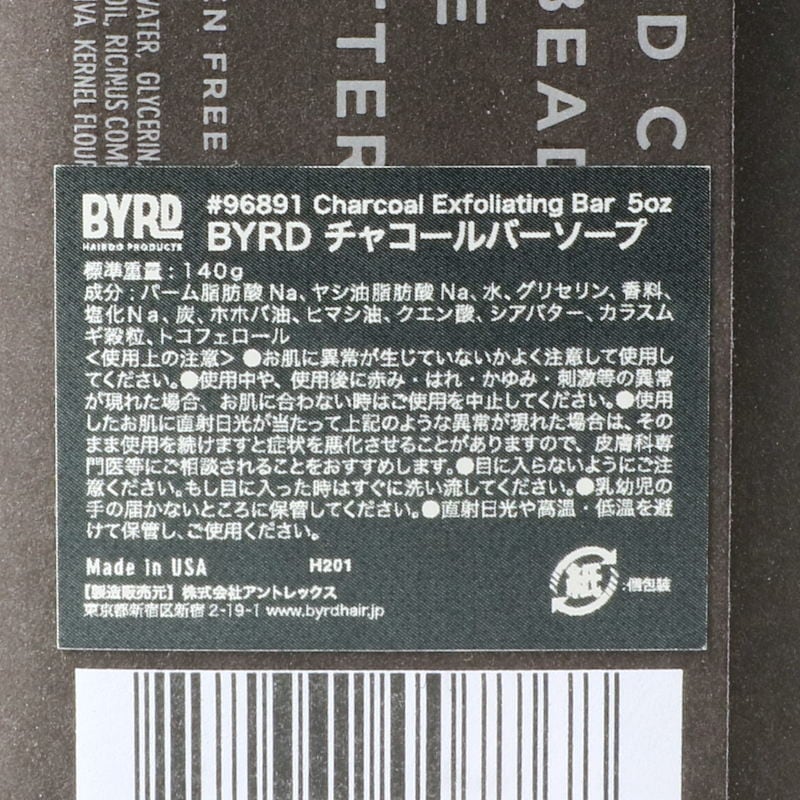 WATER, GLYCERIN
OIL, RICINUS COM
IVA KERNEL FLOUR
N FREE
TTER
E
BEA
D C
BYRD
HAIRDO PRODUCTS
#96891 Charcoal Exfoliating Bar 5oz
BYRD チャコールバーソープ
標準重量：140g
成分：パーム脂肪酸Na、ヤシ油脂肪酸Na、水、グリセリン、香料、
塩化Na、炭、ホホバ油、ヒマシ油、クエン酸、シアバター、カラスム
ギ穀粒、トコフェロール
＜使用上の注意＞ ●お肌に異常が生じていないかよく注意して使用し
てください。●使用中や、使用後に赤み・はれ・かゆみ・刺激等の異常
が現れた場合、お肌に合わない時はご使用を中止してください。●使用
したお肌に直射日光が当たって上記のような異常が現れた場合は、その
まま使用を続けますと症状を悪化させることがありますので、皮膚科専
門医等にご相談されることをおすすめします。●目に入らないようにご注
意ください。もし目に入った時はすぐに洗い流してください。●乳幼児の
手の届かないところに保管してください。●直射日光や高温・低温を避
けて保管し、ご使用ください。
Made in USA H201
【製造販売元】株式会社アントレックス
東京都新宿区新宿2-19-1 www.byrdhair.jp
紙
：個包装